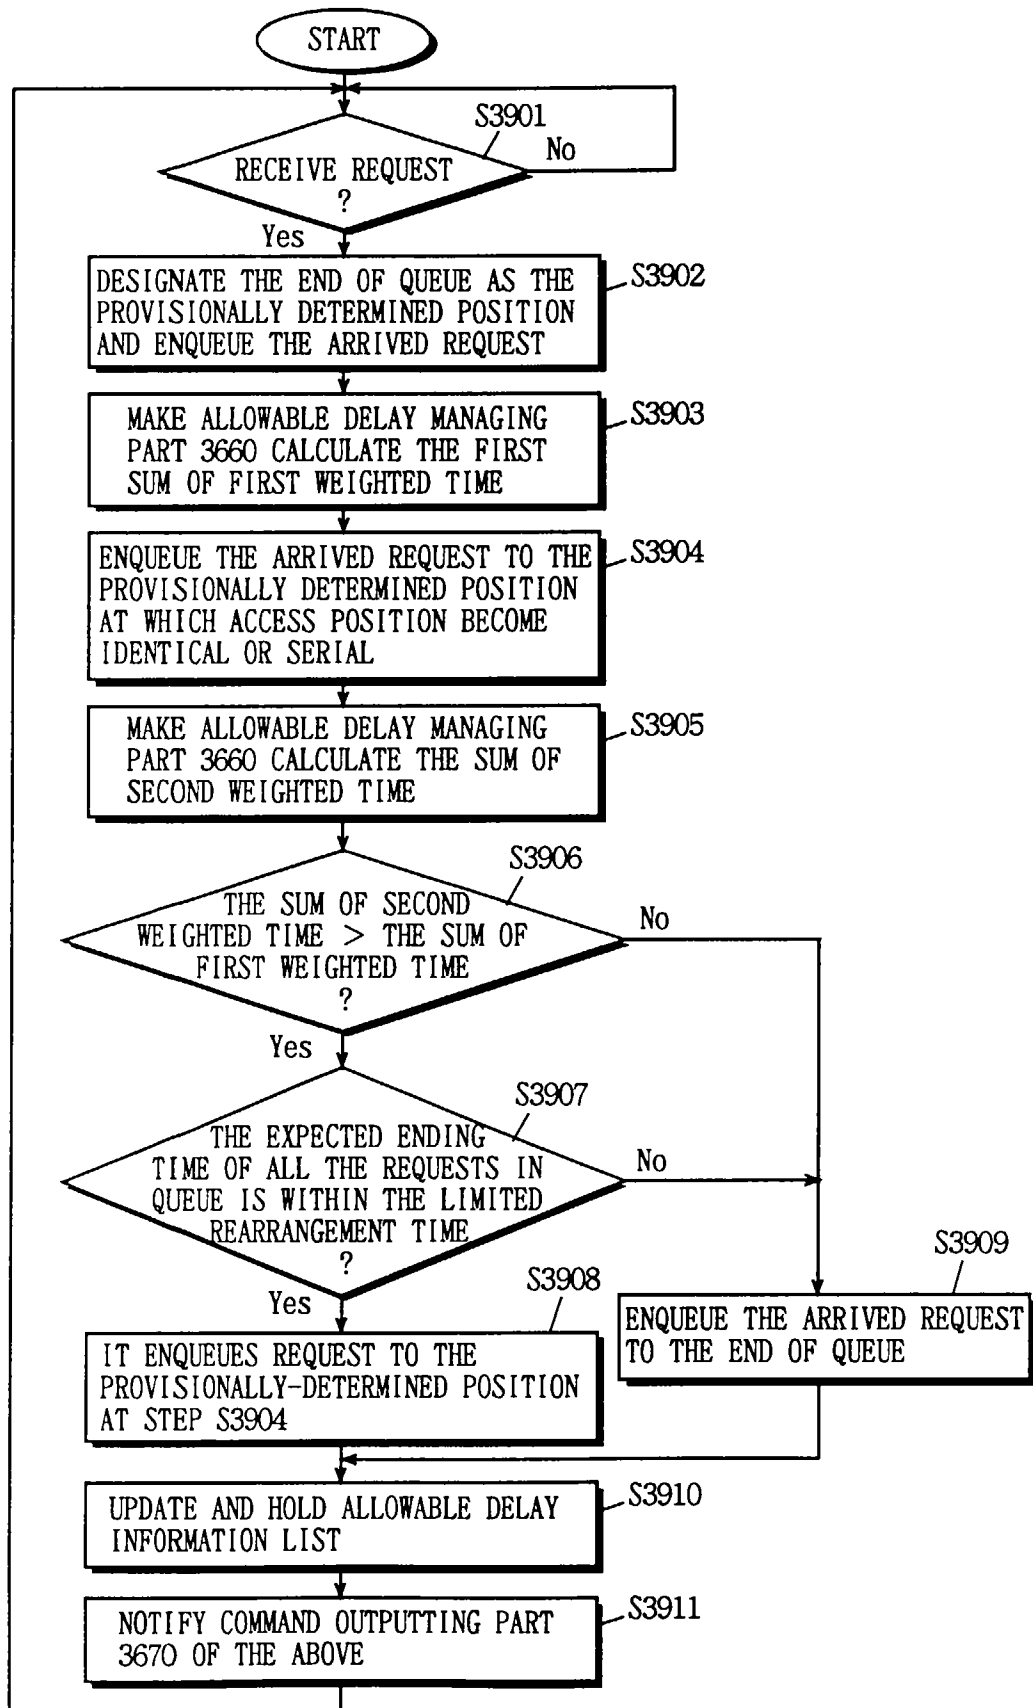 START
S3901
RECEIVE REQUEST
?
No
Yes
S3902
DESIGNATE THE END OF QUEUE AS THE
PROVISIONALLY DETERMINED POSITION
AND ENQUEUE THE ARRIVED REQUEST
S3903
MAKE ALLOWABLE DELAY MANAGING
PART 3660 CALCULATE THE FIRST
SUM OF FIRST WEIGHTED TIME
S3904
ENQUEUE THE ARRIVED REQUEST TO THE
PROVISIONALLY DETERMINED POSITION
AT WHICH ACCESS POSITION BECOME
IDENTICAL OR SERIAL
S3905
MAKE ALLOWABLE DELAY MANAGING
PART 3660 CALCULATE THE SUM OF
SECOND WEIGHTED TIME
S3906
THE SUM OF SECOND
WEIGHTED TIME > THE SUM OF
FIRST WEIGHTED TIME
?
No
Yes
S3907
THE EXPECTED ENDING
TIME OF ALL THE REQUESTS IN
QUEUE IS WITHIN THE LIMITED
REARRANGEMENT TIME
?
No
Yes
S3908
IT ENQUEUES REQUEST TO THE
PROVISIONALLY-DETERMINED POSITION
AT STEP S3904
S3909
ENQUEUE THE ARRIVED REQUEST
TO THE END OF QUEUE
S3910
UPDATE AND HOLD ALLOWABLE DELAY
INFORMATION LIST
S3911
NOTIFY COMMAND OUTPUTTING PART
3670 OF THE ABOVE